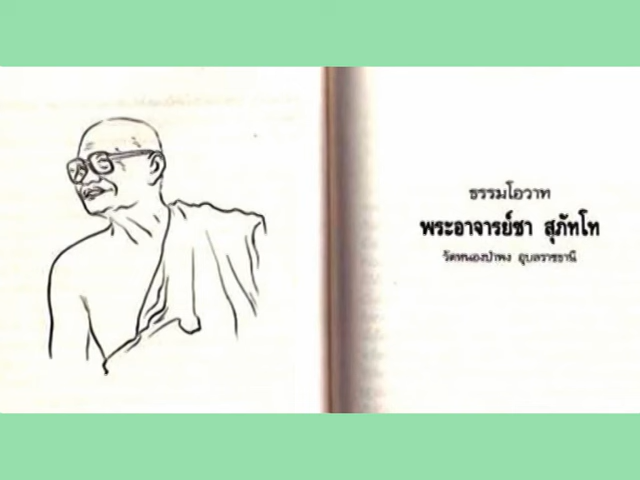 ธรรมโอวาท
พระอาจารย์ชา สุภัทโท
วัดหนองป่าพง อุบลราชธานี